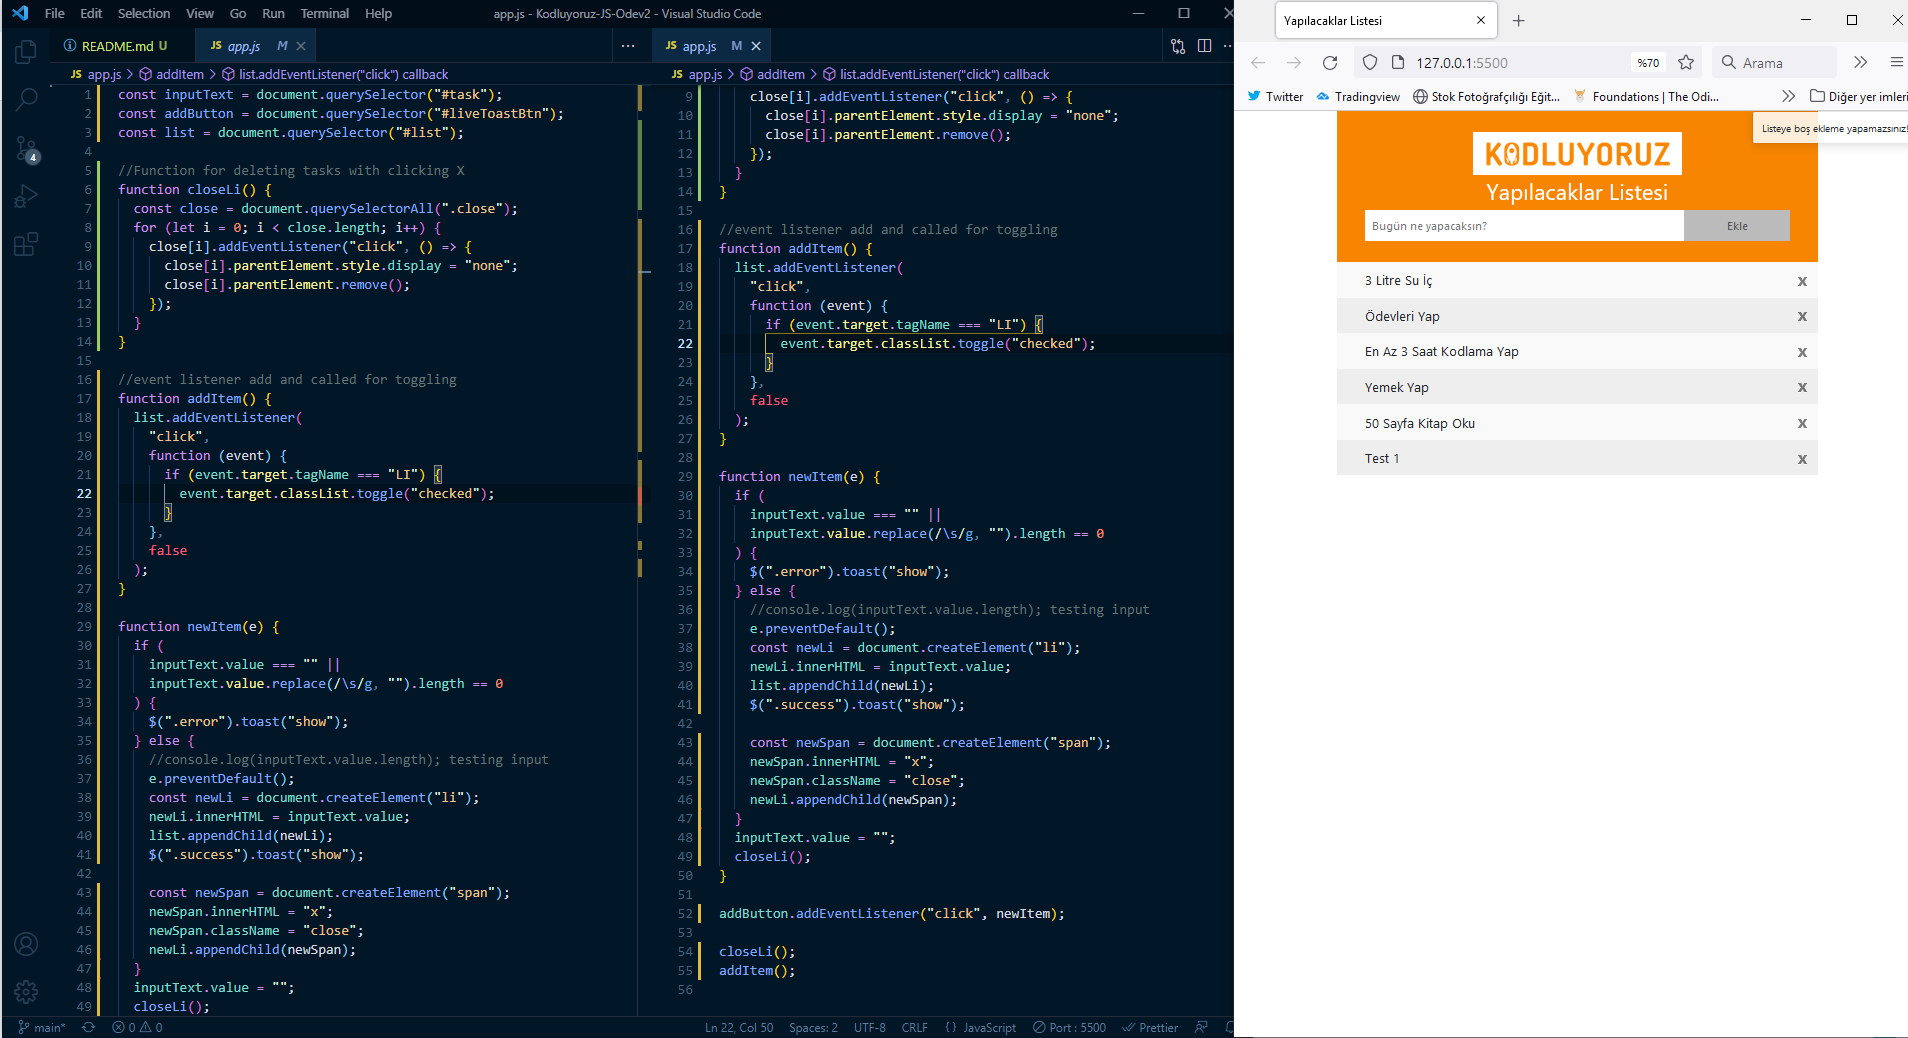 File Edit Selection View Go Run Terminal Help
app.js - Kodluyoruz-JS-Odev2 - Visual Studio Code
README.md U
JS app.js M
JS app.js > addItem > list.addEventListener("click") callback
4
1 const inputText = document.querySelector("#task");
2 const addButton = document.querySelector("#liveToastBtn");
3 const list = document.querySelector("#list");
4
5 //Function for deleting tasks with clicking X
6 function closeLi() {
7 const close = document.querySelectorAll(".close");
8 for (let i = 0; i < close.length; i++) {
9 close[i].addEventListener("click", () => {
10 close[i].parentElement.style.display = "none";
11 close[i].parentElement.remove();
12 });
13 }
14 }
15
16 //event listener add and called for toggling
17 function addItem() {
18 list.addEventListener(
19 "click",
20 function (event) {
21 if (event.target.tagName === "LI") {
22 event.target.classList.toggle("checked");
23 }
24 },
25 false
26 );
27 }
28
29 function newItem(e) {
30 if (
31 inputText.value === "" ||
32 inputText.value.replace(/\s/g, "").length == 0
33 ) {
34 $(".error").toast("show");
35 } else {
36 //console.log(inputText.value.length); testing input
37 e.preventDefault();
38 const newLi = document.createElement("li");
39 newLi.innerHTML = inputText.value;
40 list.appendChild(newLi);
41 $(".success").toast("show");
42
43 const newSpan = document.createElement("span");
44 newSpan.innerHTML = "x";
45 newSpan.className = "close";
46 newLi.appendChild(newSpan);
47 }
48 inputText.value = "";
49 closeLi();
JS app.js M
JS app.js > addItem > list.addEventListener("click") callback
9 close[i].addEventListener("click", () => {
10 close[i].parentElement.style.display = "none";
11 close[i].parentElement.remove();
12 });
13 }
14 }
15
16 //event listener add and called for toggling
17 function addItem() {
18 list.addEventListener(
19 "click",
20 function (event) {
21 if (event.target.tagName === "LI") {
22 event.target.classList.toggle("checked");
23 }
24 },
25 false
26 );
27 }
28
29 function newItem(e) {
30 if (
31 inputText.value === "" ||
32 inputText.value.replace(/\s/g, "").length == 0
33 ) {
34 $(".error").toast("show");
35 } else {
36 //console.log(inputText.value.length); testing input
37 e.preventDefault();
38 const newLi = document.createElement("li");
39 newLi.innerHTML = inputText.value;
40 list.appendChild(newLi);
41 $(".success").toast("show");
42
43 const newSpan = document.createElement("span");
44 newSpan.innerHTML = "x";
45 newSpan.className = "close";
46 newLi.appendChild(newSpan);
47 }
48 inputText.value = "";
49 closeLi();
50 }
51
52 addButton.addEventListener("click", newItem);
53
54 closeLi();
55 addItem();
56
main* 0 0
Ln 22, Col 50 Spaces: 2 UTF-8 CRLF {} JavaScript Port : 5500 Prettier
Yapılacaklar Listesi
127.0.0.1:5500 %70 Arama
Twitter Tradingview Stok Fotoğrafçılığı Eğit... Foundations | The Odi... Diğer yer imleri
Listeye boş ekleme yapamazsınız!
KODLUYORUZ
Yapılacaklar Listesi
Bugün ne yapacaksın? Ekle
3 Litre Su İç x
Ödevleri Yap x
En Az 3 Saat Kodlama Yap x
Yemek Yap x
50 Sayfa Kitap Oku x
Test 1 x